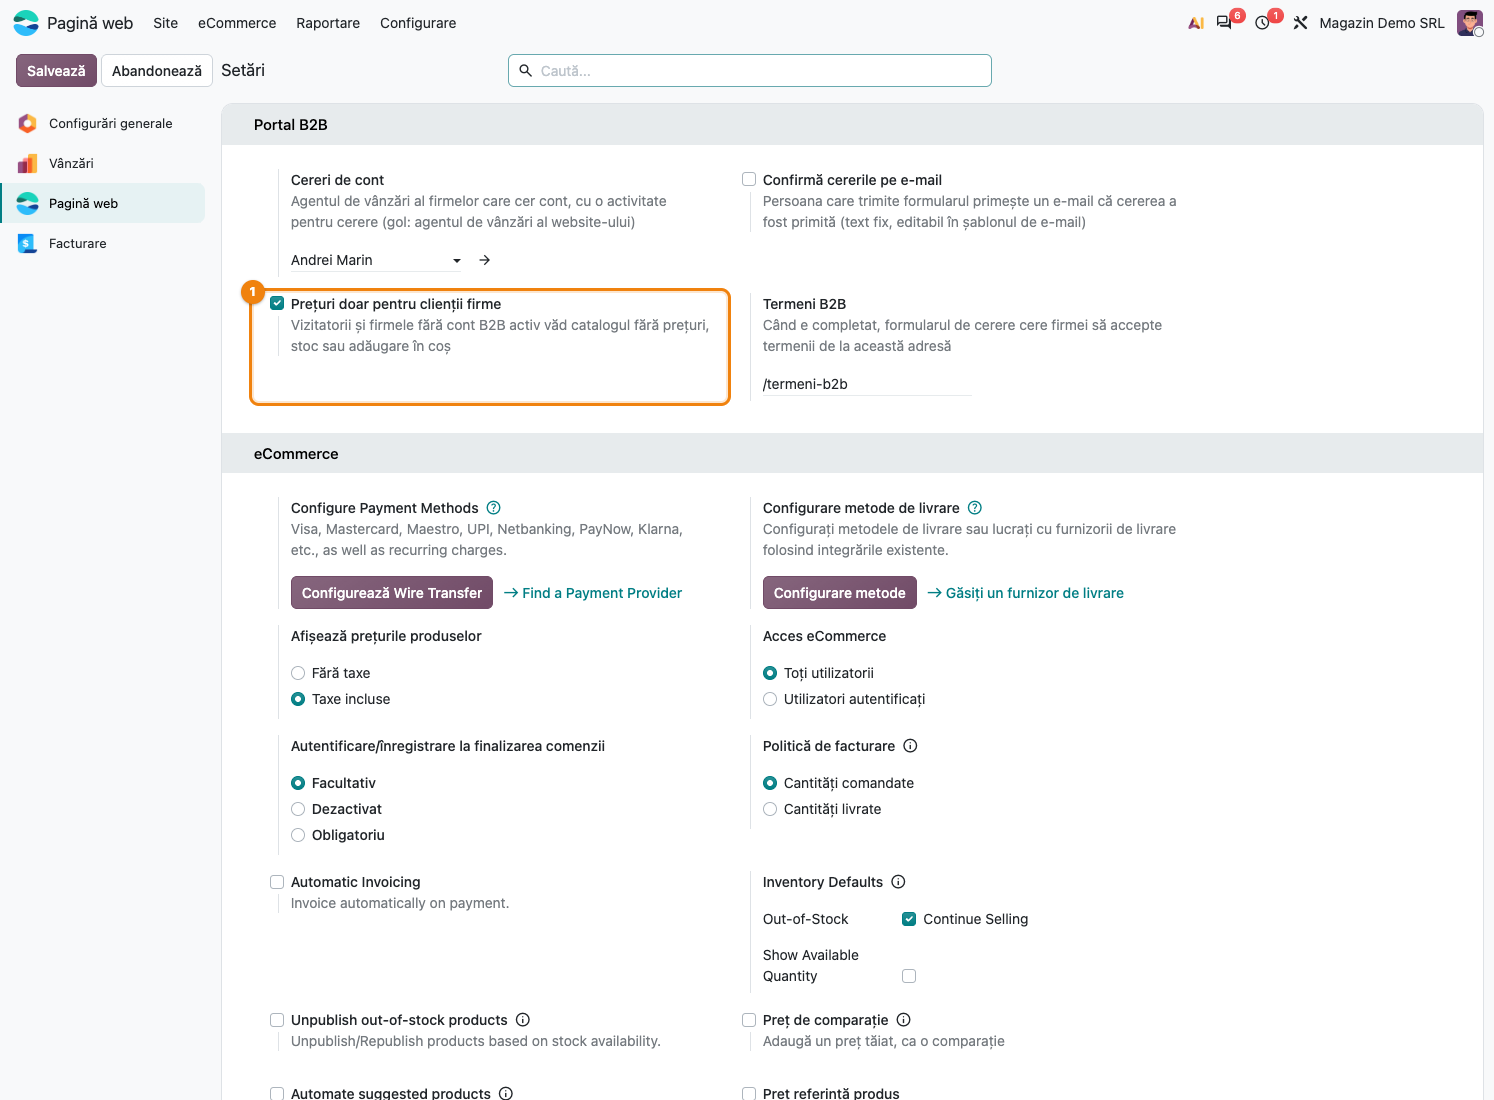 Pagină web
Site
eCommerce
Raportare
Configurare
AI
6
1
Magazin Demo SRL
Salvează
Abandonează
Setări
Caută...
Configurări generale
Vânzări
Pagină web
Facturare
Portal B2B
Cereri de cont
Agentul de vânzări al firmelor care cer cont, cu o activitate
pentru cerere (gol: agentul de vânzări al website-ului)
Andrei Marin
Confirmă cererile pe e-mail
Persoana care trimite formularul primește un e-mail că cererea a
fost primită (text fix, editabil în șablonul de e-mail)
1
Prețuri doar pentru clienții firme
Vizitatorii și firmele fără cont B2B activ văd catalogul fără prețuri,
stoc sau adăugare în coș
Termeni B2B
Când e completat, formularul de cerere cere firmei să accepte
termenii de la această adresă
/termeni-b2b
eCommerce
Configure Payment Methods
Visa, Mastercard, Maestro, UPI, Netbanking, PayNow, Klarna,
etc., as well as recurring charges.
Configurează Wire Transfer
Find a Payment Provider
Configurare metode de livrare
Configurați metodele de livrare sau lucrați cu furnizorii de livrare
folosind integrările existente.
Configurare metode
Găsiți un furnizor de livrare
Afișează prețurile produselor
Fără taxe
Taxe incluse
Acces eCommerce
Toți utilizatorii
Utilizatori autentificați
Autentificare/înregistrare la finalizarea comenzii
Facultativ
Dezactivat
Obligatoriu
Politică de facturare
Cantități comandate
Cantități livrate
Automatic Invoicing
Invoice automatically on payment.
Inventory Defaults
Out-of-Stock
Continue Selling
Show Available
Quantity
Unpublish out-of-stock products
Unpublish/Republish products based on stock availability.
Preț de comparație
Adaugă un preț tăiat, ca o comparație
Automate suggested products
Preț referință produs